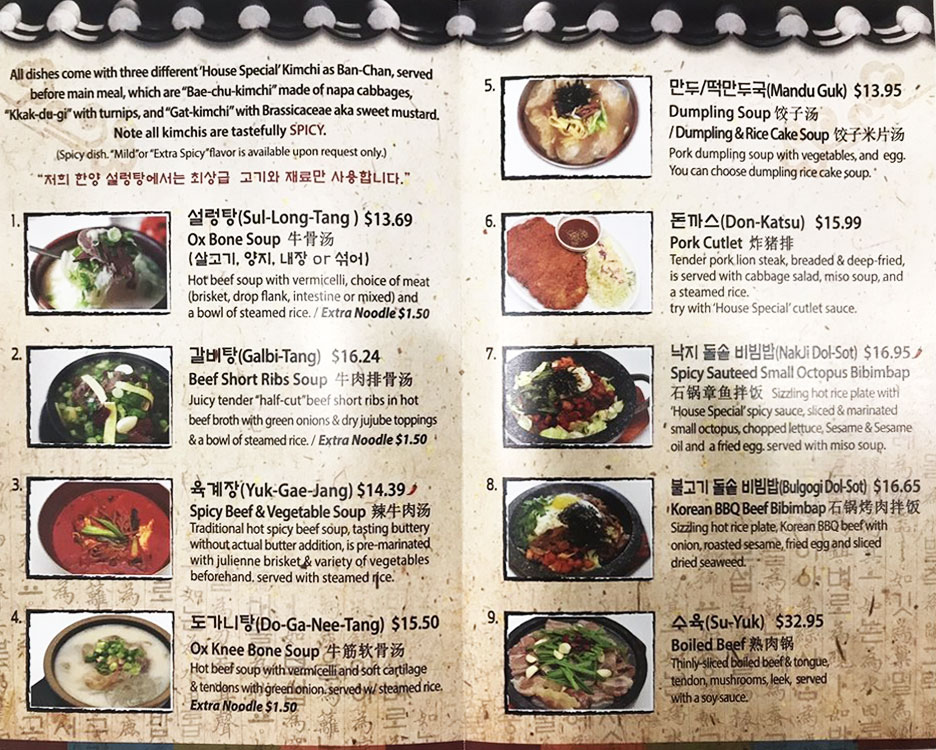 All dishes come with three different 'House Special' Kimchi as Ban-Chan, served
before main meal, which are "Bae-chu-kimchi" made of napa cabbages,
"Kkak-du-gi" with turnips, and "Gat-kimchi" with Brassicaceae aka sweet mustard.
Note all kimchis are tastefully SPICY.
(Spicy dish. "Mild" or "Extra Spicy" flavor is available upon request only.)
"저희 한양 설렁탕에서는 최상급 고기와 재료만 사용합니다."
1.
설렁탕(Sul-Long-Tang ) $13.69
Ox Bone Soup 牛骨汤
(살고기, 양지, 내장 or 섞어)
Hot beef soup with vermicelli, choice of meat
(brisket, drop flank, intestine or mixed) and
a bowl of steamed rice. / Extra Noodle $1.50
2.
갈비탕(Galbi-Tang) $16.24
Beef Short Ribs Soup 牛肉排骨汤
Juicy tender "half-cut" beef short ribs in hot
beef broth with green onions & dry jujube toppings
& a bowl of steamed rice. / Extra Noodle $1.50
3.
육계장(Yuk-Gae-Jang) $14.39
Spicy Beef & Vegetable Soup 辣牛肉汤
Traditional hot spicy beef soup, tasting buttery
without actual butter addition, is pre-marinated
with julienne brisket & variety of vegetables
beforehand. served with steamed rice.
4.
도가니탕(Do-Ga-Nee-Tang) $15.50
Ox Knee Bone Soup 牛筋软骨汤
Hot beef soup with vermicelli and soft cartilage
& tendons with green onion. served w/ steamed rice.
Extra Noodle $1.50
5.
만두/떡만두국(Mandu Guk) $13.95
Dumpling Soup 饺子汤
/ Dumpling & Rice Cake Soup 饺子米片汤
Pork dumpling soup with vegetables, and egg.
You can choose dumpling rice cake soup.
6.
돈까스(Don-Katsu) $15.99
Pork Cutlet 炸猪排
Tender pork lion steak, breaded & deep-fried,
is served with cabbage salad, miso soup, and
a steamed rice.
try with 'House Special' cutlet sauce.
7.
낙지 돌솥 비빔밥(NakJi Dol-Sot) $16.95
Spicy Sauteed Small Octopus Bibimbap
石锅章鱼拌饭 Sizzling hot rice plate with
'House Special' spicy sauce, sliced & marinated
small octopus, chopped lettuce, Sesame & Sesame
oil and a fried egg. served with miso soup.
8.
불고기 돌솥 비빔밥(Bulgogi Dol-Sot) $16.65
Korean BBQ Beef Bibimbap 石锅烤肉拌饭
Sizzling hot rice plate, Korean BBQ beef with
onion, roasted sesame, fried egg and sliced
dried seaweed.
9.
수육(Su-Yuk) $32.95
Boiled Beef 熟肉锅
Thinly-sliced boiled beef & tongue,
tendon, mushrooms, leek, served
with a soy sauce.